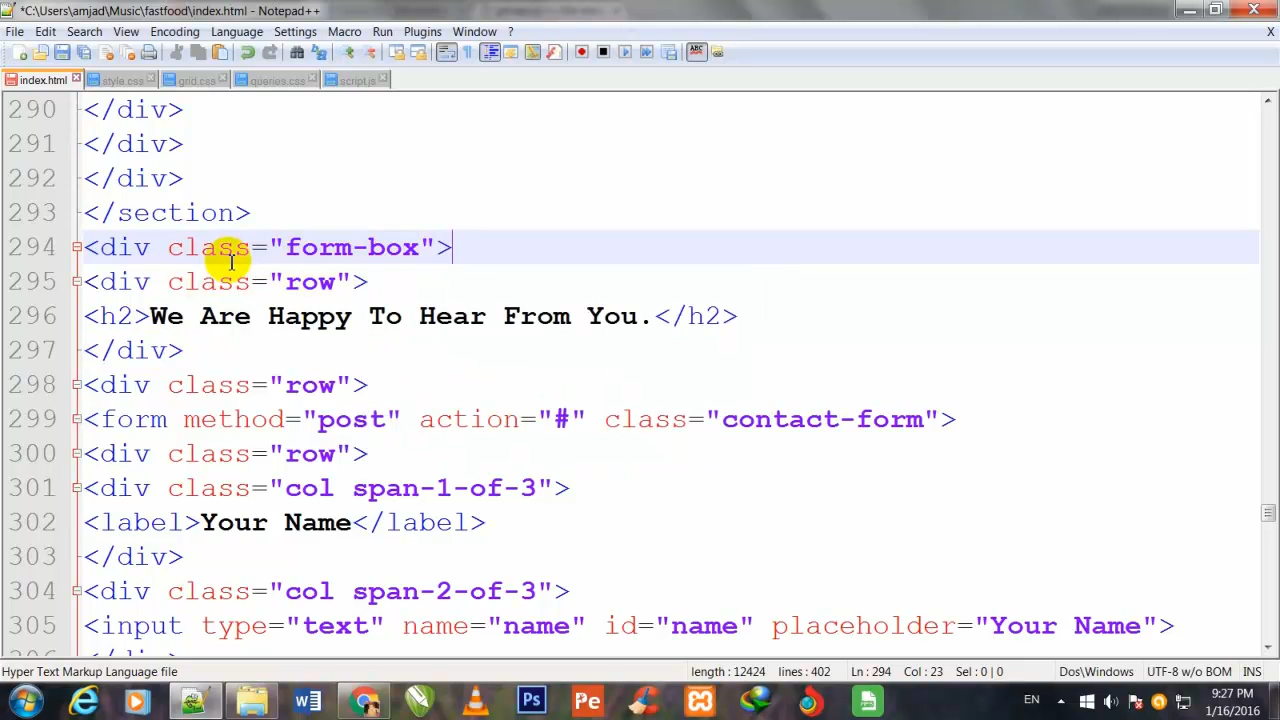 *C:\Users\amjad\Music\fastfood\index.html - Notepad++
File Edit Search View Encoding Language Settings Macro Run Plugins Window ? X
index.html style.css grid.css queries.css script.js
290 </div>
291 </div>
292 </div>
293 </section>
294 <div class="form-box">
295 <div class="row">
296 <h2>We Are Happy To Hear From You.</h2>
297 </div>
298 <div class="row">
299 <form method="post" action="#" class="contact-form">
300 <div class="row">
301 <div class="col span-1-of-3">
302 <label>Your Name</label>
303 </div>
304 <div class="col span-2-of-3">
305 <input type="text" name="name" id="name" placeholder="Your Name">
Hyper Text Markup Language file length : 12424 lines : 402 Ln : 294 Col : 23 Sel : 0 | 0 Dos\Windows UTF-8 w/o BOM INS
Ps Pe EN 9:27 PM
1/16/2016